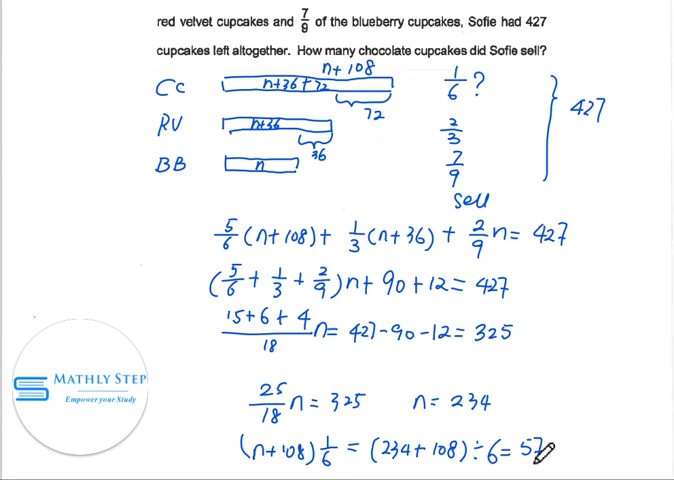 red velvet cupcakes and 7/9 of the blueberry cupcakes, Sofie had 427
cupcakes left altogether. How many chocolate cupcakes did Sofie sell?
n+108
CC n+36+72 1/6 ?
72
427
RV n+36 2/3
36
BB n 7/9
sell
5/6 (n+108) + 1/3 (n+36) + 2/9 n = 427
(5/6 + 1/3 + 2/9) n + 90 + 12 = 427
(15+6+4)/18 n = 427-90-12 = 325
25/18 n = 325 n = 234
(n+108) 1/6 = (234+108) ÷ 6 = 57
MATHLY STEP
Empower your Study